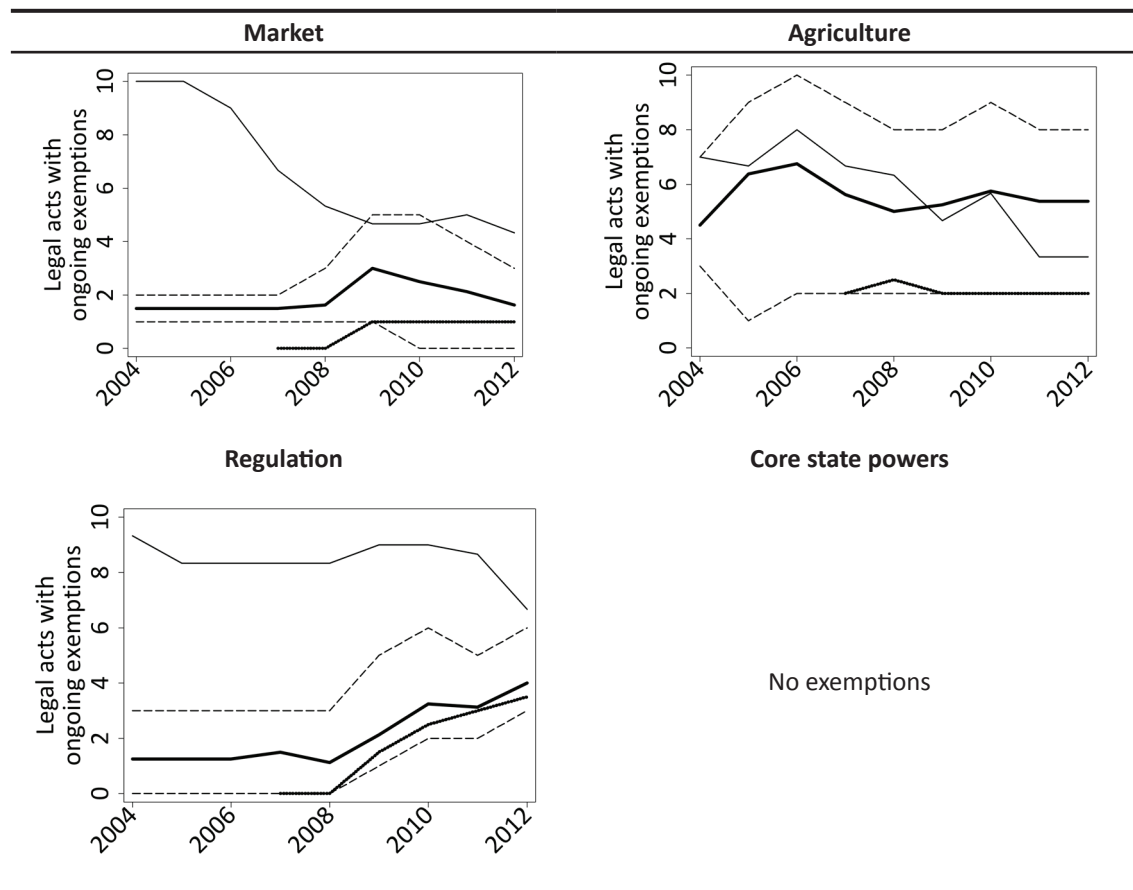 Market
Agriculture
Legal acts with
ongoing exemptions
0 2 4 6 8 10
2004 2006 2008 2010 2012
Legal acts with
ongoing exemptions
0 2 4 6 8 10
2004 2006 2008 2010 2012
Regulation
Core state powers
Legal acts with
ongoing exemptions
0 2 4 6 8 10
2004 2006 2008 2010 2012
No exemptions